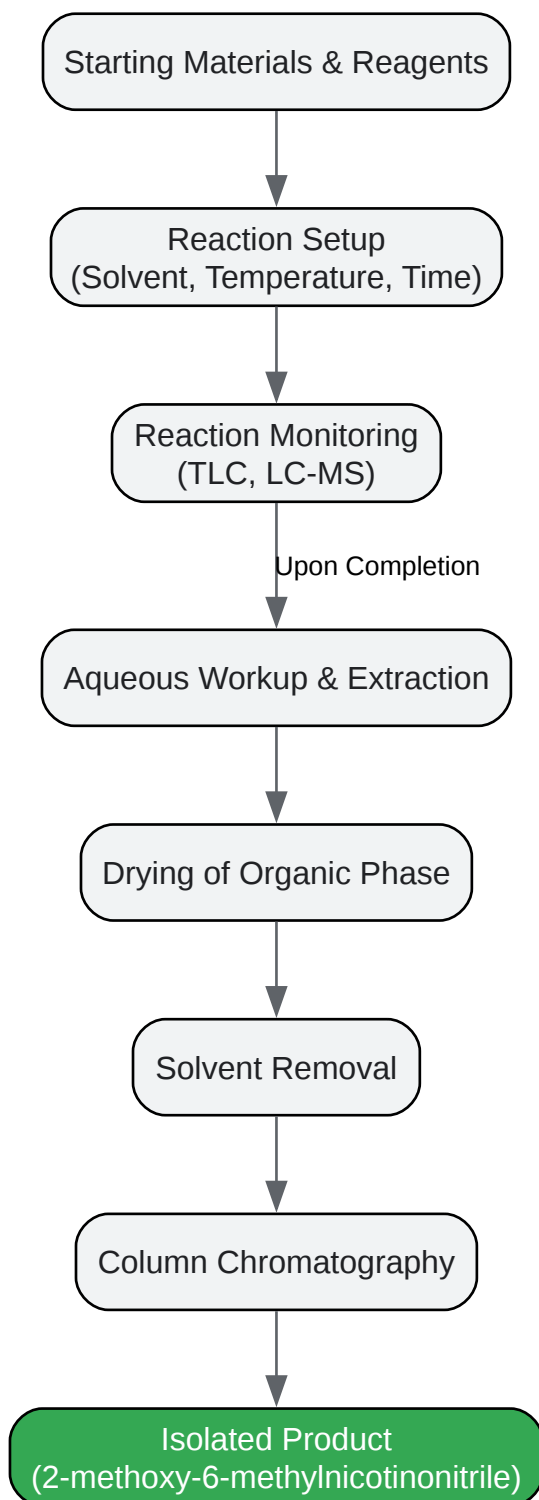 Starting Materials & Reagents
Reaction Setup
(Solvent, Temperature, Time)
Reaction Monitoring
(TLC, LC-MS)
Upon Completion
Aqueous Workup & Extraction
Drying of Organic Phase
Solvent Removal
Column Chromatography
Isolated Product
(2-methoxy-6-methylnicotinonitrile)